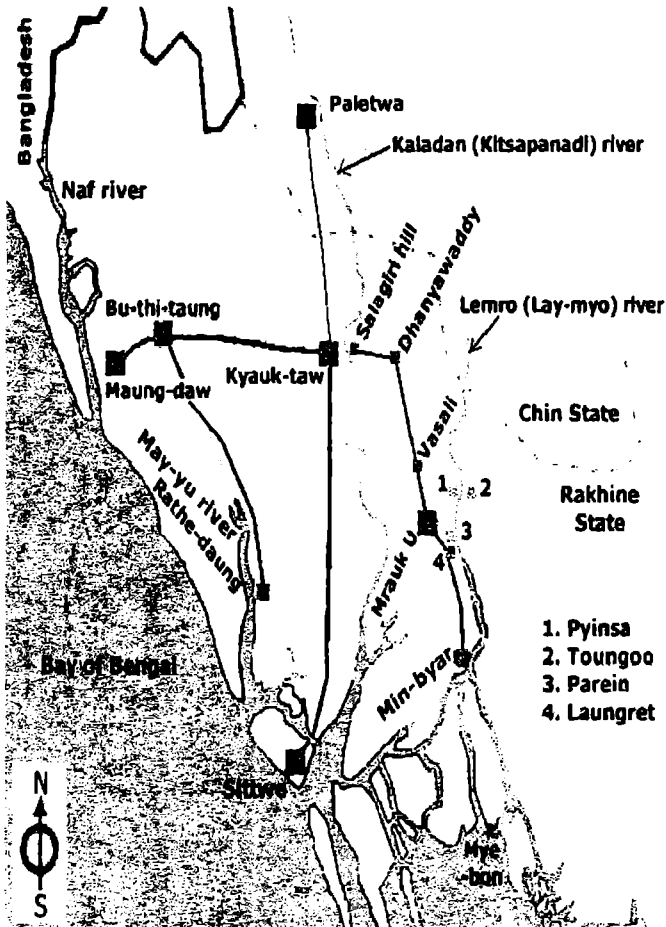 Bangladesh
Paletwa
Kaladan (Kitsapanadi) river
Naf river
Salagiri hill
Dhanyawaddy
Bu-thi-taung
Lemro (Lay-myo) river
Maung-daw
Kyauk-taw
Chin State
Vasali
May-yu river
Rathe-daung
1
2
Rakhine
State
3
4
Mrauk U
1. Pyinsa
2. Toungoo
3. Parein
4. Laungret
Bay of Bengal
Min-byar
Sittwe
N
S
Mye
-bon